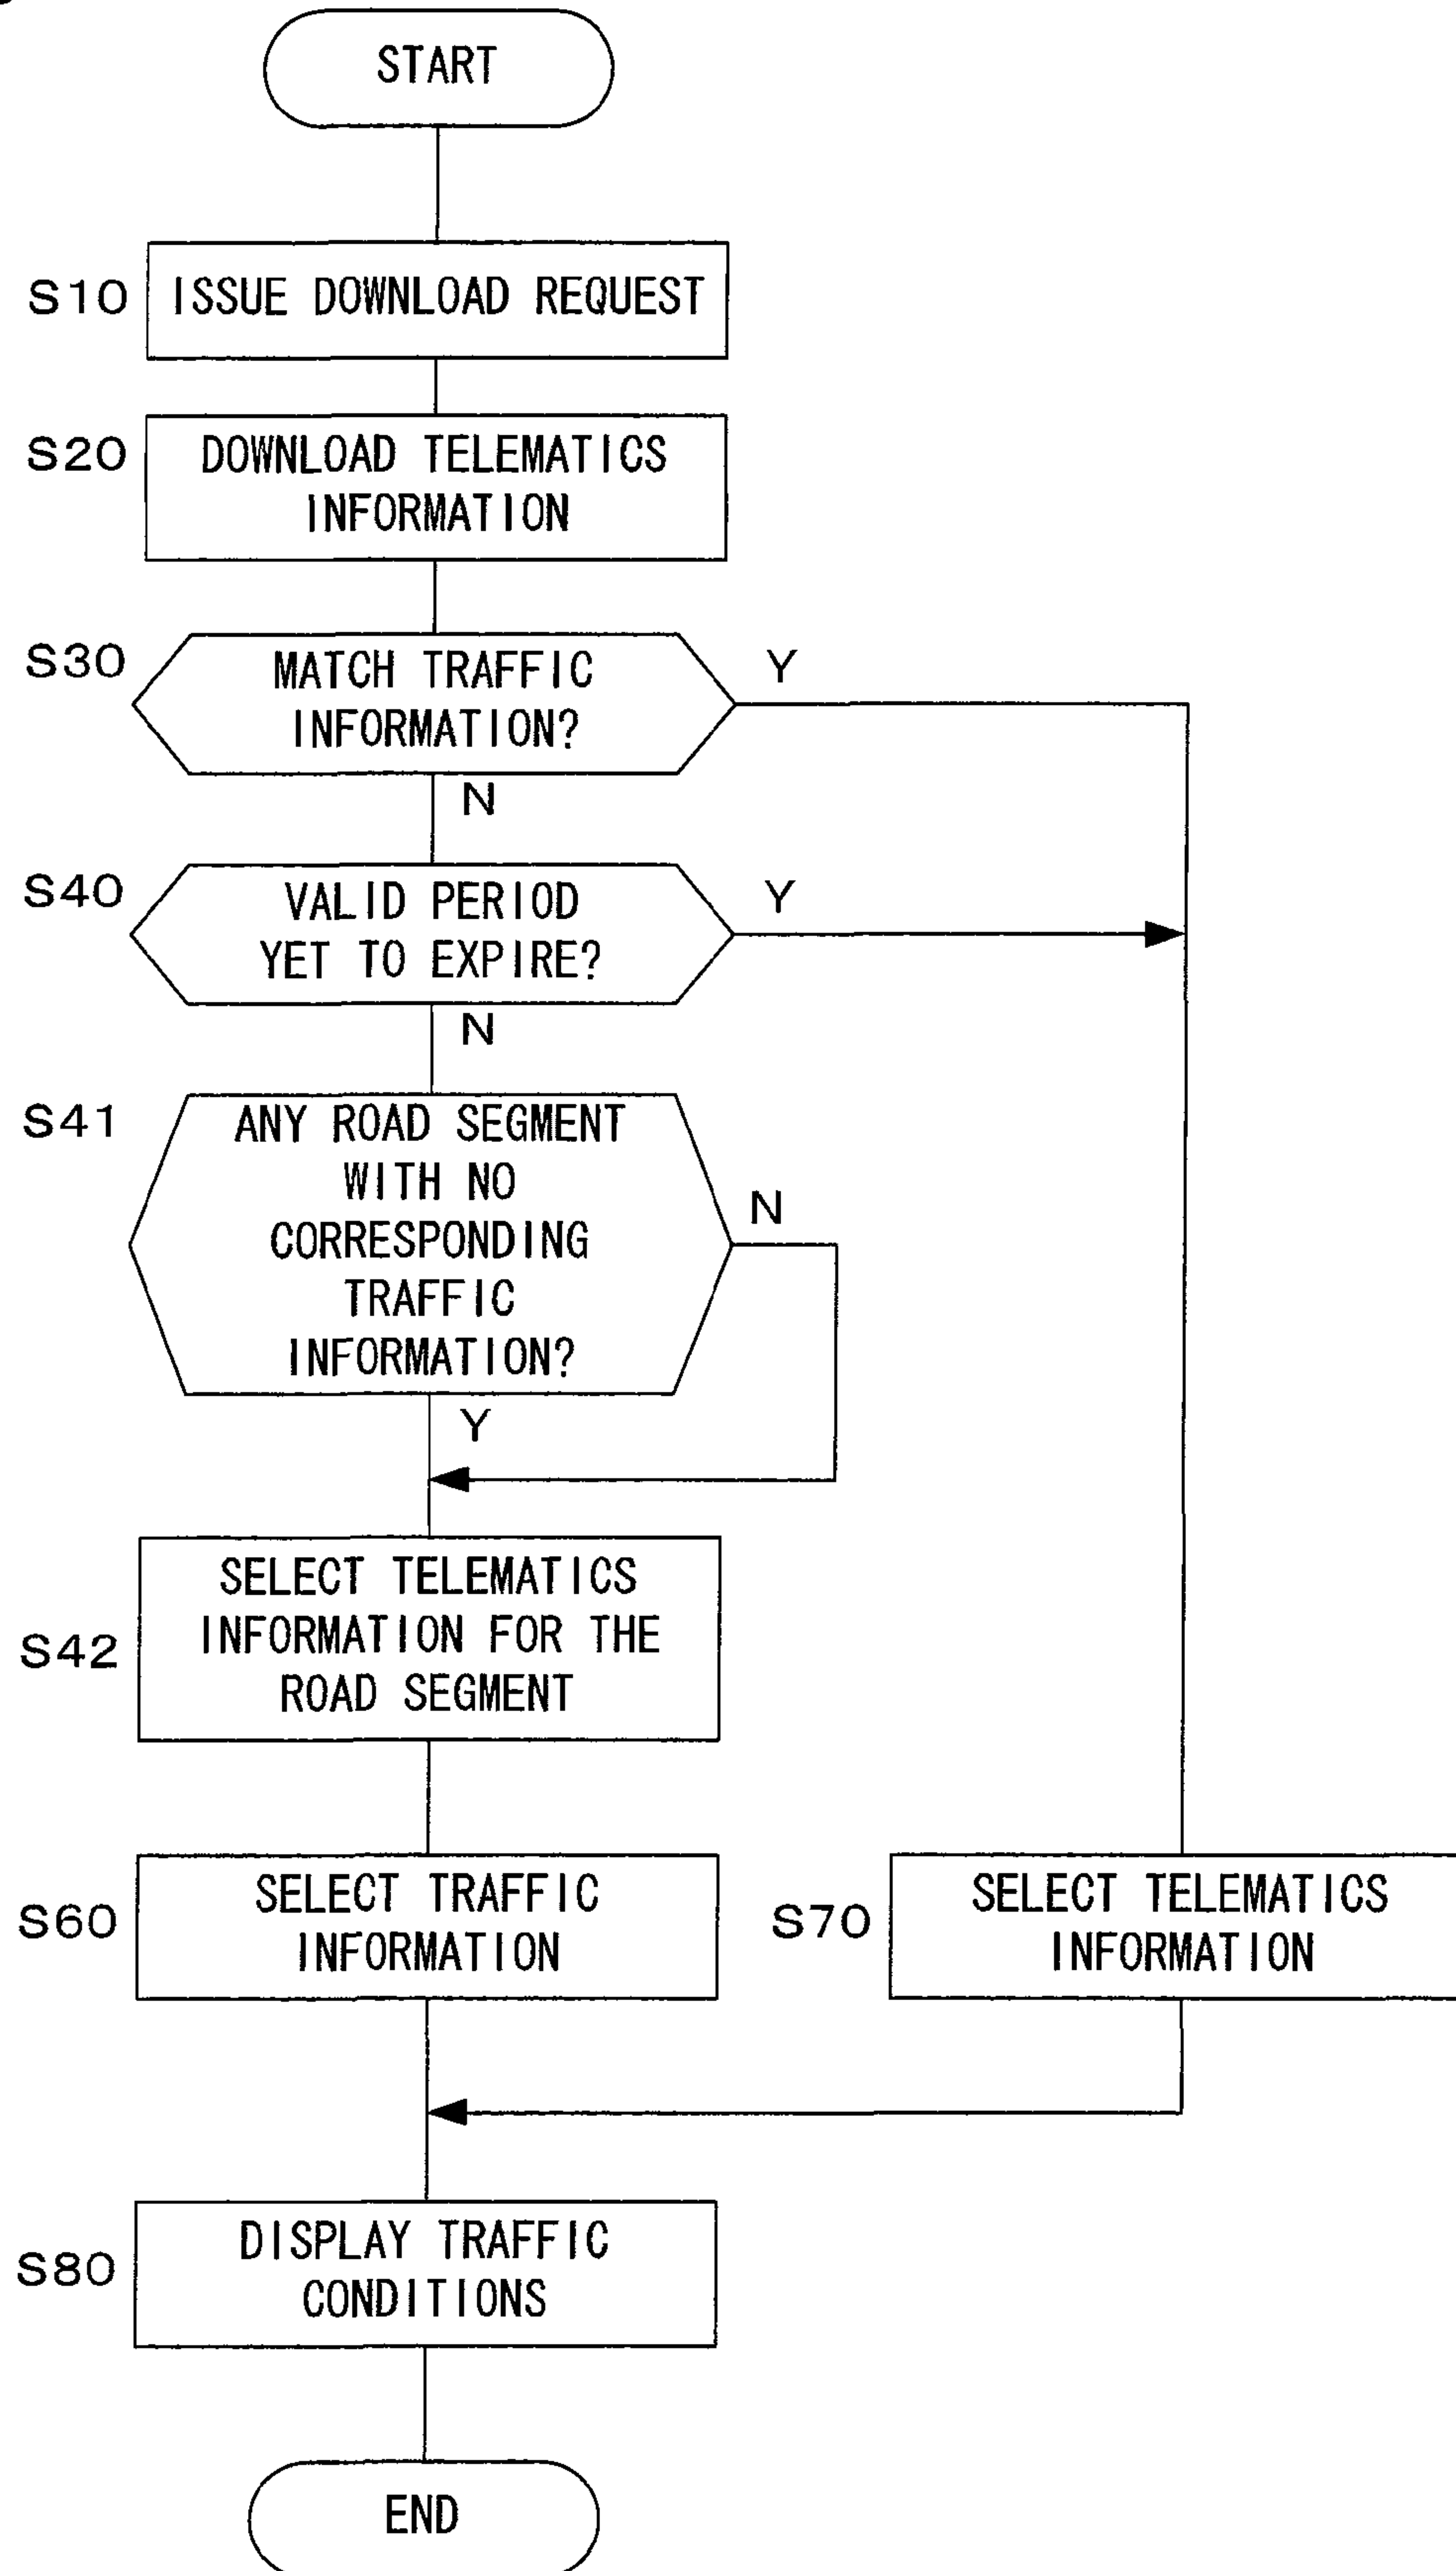 START
S10
ISSUE DOWNLOAD REQUEST
S20
DOWNLOAD TELEMATICS
INFORMATION
S30
MATCH TRAFFIC
INFORMATION?
Y
N
S40
VALID PERIOD
YET TO EXPIRE?
Y
N
S41
ANY ROAD SEGMENT
WITH NO
CORRESPONDING
TRAFFIC
INFORMATION?
N
Y
S42
SELECT TELEMATICS
INFORMATION FOR THE
ROAD SEGMENT
S60
SELECT TRAFFIC
INFORMATION
S70
SELECT TELEMATICS
INFORMATION
S80
DISPLAY TRAFFIC
CONDITIONS
END